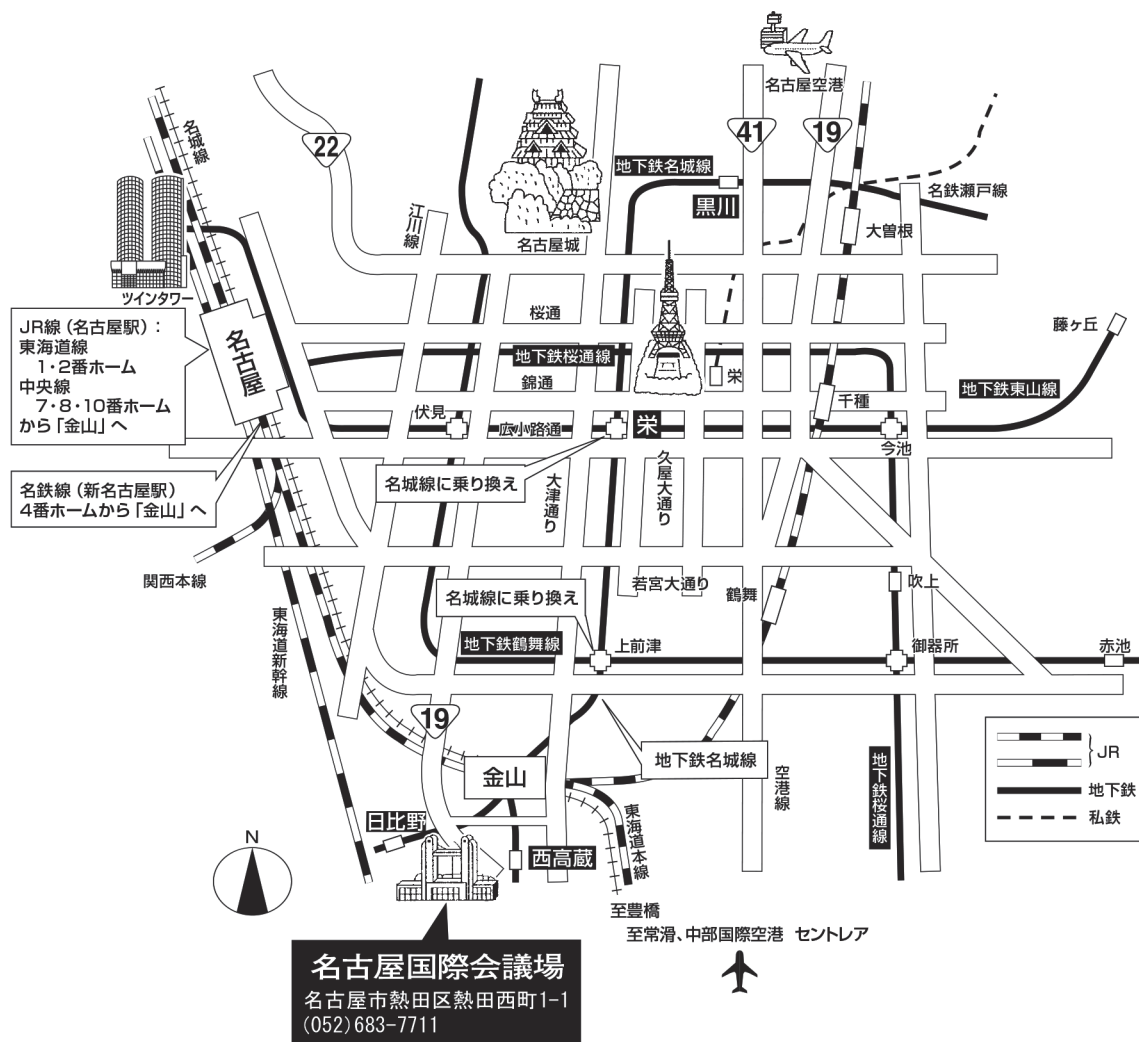 名古屋空港
名城線
22
41
19
地下鉄名城線
黒川
名鉄瀬戸線
大曽根
江川線
名古屋城
ツインタワー
桜通
藤ヶ丘
JR線（名古屋駅）：
東海道線
1・2番ホーム
中央線
7・8・10番ホーム
から「金山」へ
名古屋
地下鉄桜通線
栄
錦通
地下鉄東山線
千種
伏見
広小路通
栄
今池
名鉄線（新名古屋駅）
4番ホームから「金山」へ
名城線に乗り換え
大津通り
久屋大通り
関西本線
若宮大通り
鶴舞
吹上
名城線に乗り換え
東海道新幹線
地下鉄鶴舞線
上前津
御器所
赤池
19
地下鉄名城線
金山
空港線
地下鉄桜通線
JR
地下鉄
私鉄
日比野
東海道本線
西高蔵
N
至豊橋
至常滑、中部国際空港 セントレア
名古屋国際会議場
名古屋市熱田区熱田西町1-1
(052)683-7711